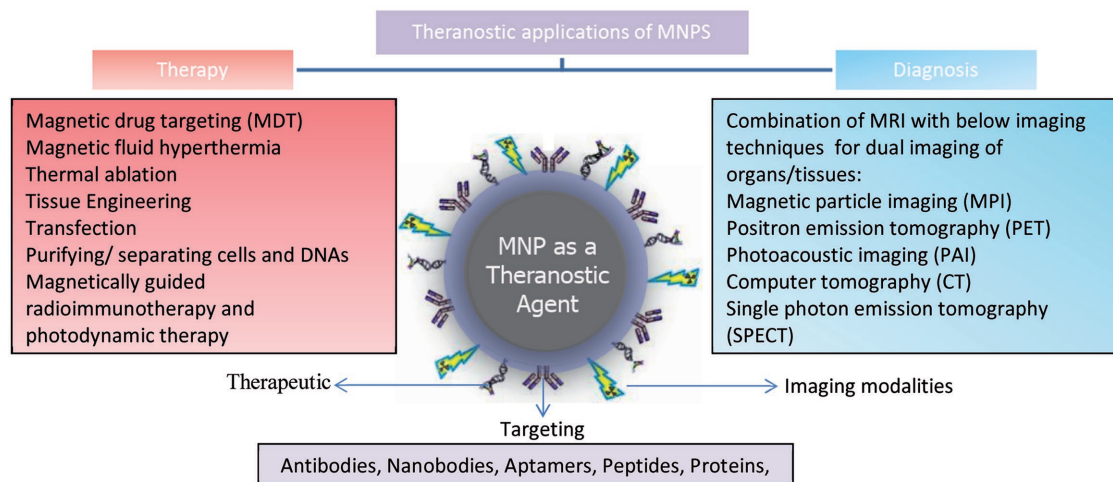 Theranostic applications of MNPS
Therapy
Diagnosis
Magnetic drug targeting (MDT)
Magnetic fluid hyperthermia
Thermal ablation
Tissue Engineering
Transfection
Purifying/ separating cells and DNAs
Magnetically guided
radioimmunotherapy and
photodynamic therapy
MNP as a
Theranostic
Agent
Combination of MRI with below imaging
techniques for dual imaging of
organs/tissues:
Magnetic particle imaging (MPI)
Positron emission tomography (PET)
Photoacoustic imaging (PAI)
Computer tomography (CT)
Single photon emission tomography
(SPECT)
Therapeutic
Imaging modalities
Targeting
Antibodies, Nanobodies, Aptamers, Peptides, Proteins,